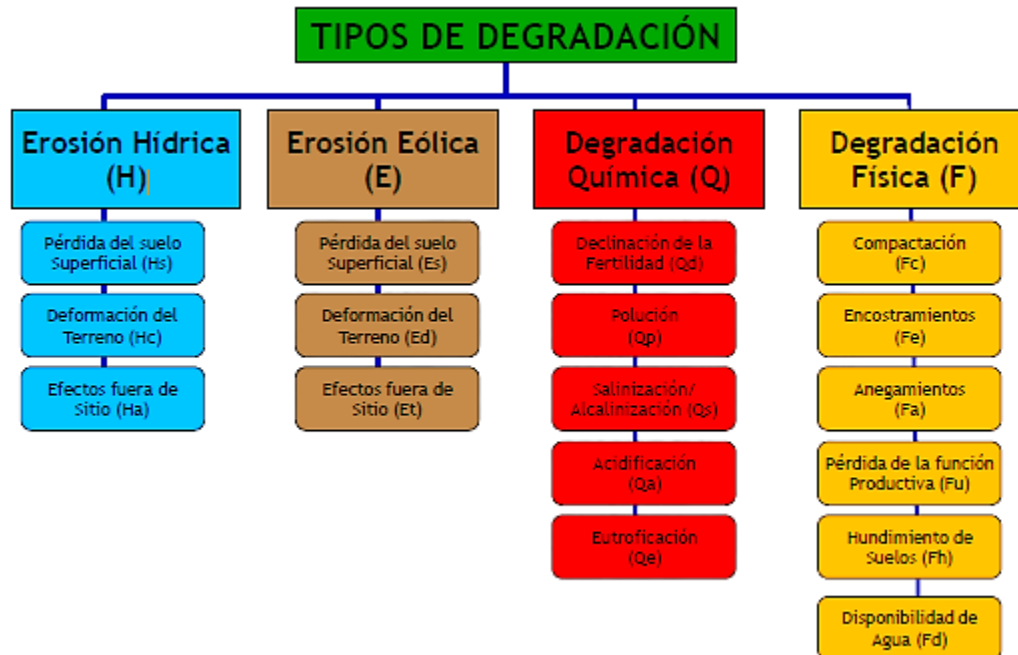 TIPOS DE DEGRADACIÓN
Erosión Hídrica
(H)
Pérdida del suelo
Superficial (Hs)
Deformación del
Terreno (Hc)
Efectos fuera de
Sitio (Ha)
Erosión Eólica
(E)
Pérdida del suelo
Superficial (Es)
Deformación del
Terreno (Ed)
Efectos fuera de
Sitio (Et)
Degradación
Química (Q)
Declinación de la
Fertilidad (Qd)
Polución
(Qp)
Salinización/
Alcalinización (Qs)
Acidificación
(Qa)
Eutroficación
(Qe)
Degradación
Física (F)
Compactación
(Fc)
Encostramientos
(Fe)
Anegamientos
(Fa)
Pérdida de la función
Productiva (Fu)
Hundimiento de
Suelos (Fh)
Disponibilidad de
Agua (Fd)